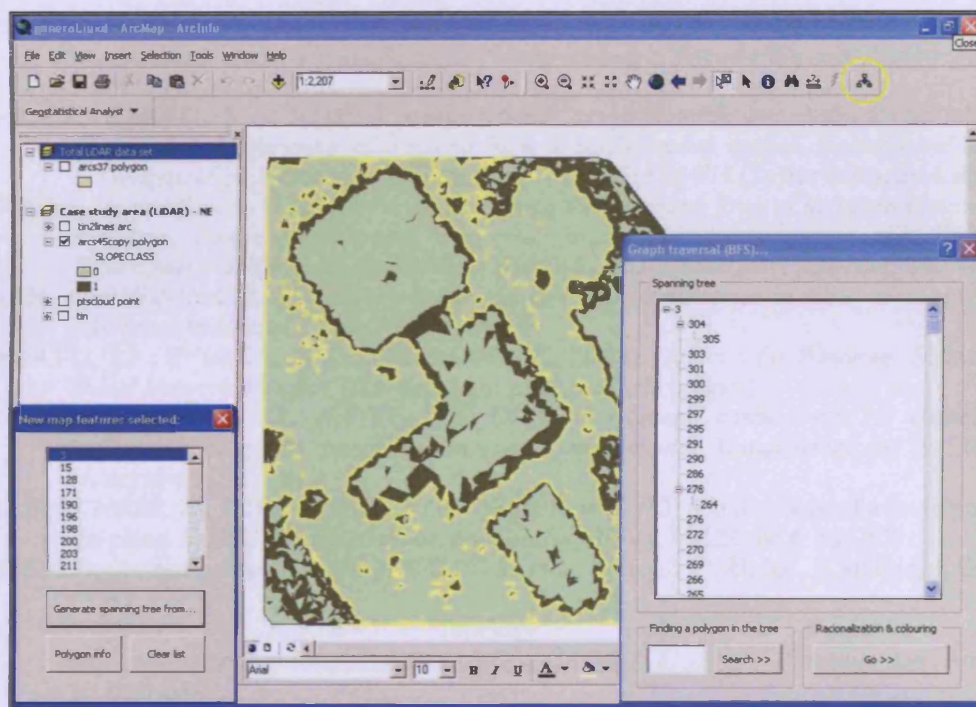 generaLi.mxd - ArcMap - ArcInfo
Close
File Edit View Insert Selection Tools Window Help
1:2,207
Geostatistical Analyst
Total LiDAR data set
arcs37 polygon
Case study area (LiDAR) - NE
tin2lines arc
arcs45copy polygon
SLOPECLASS
0
1
ptscloud point
tin
New map features selected:
3
15
128
171
190
196
198
200
203
211
Generate spanning tree from...
Polygon info
Clear list
Graph traversal (BFS)...
Spanning tree
3
304
305
303
301
300
299
297
295
291
290
286
278
264
276
272
270
269
266
265
Finding a polygon in the tree
Search >>
Racionalization & colouring
Go >>
Arial
10
B I U A